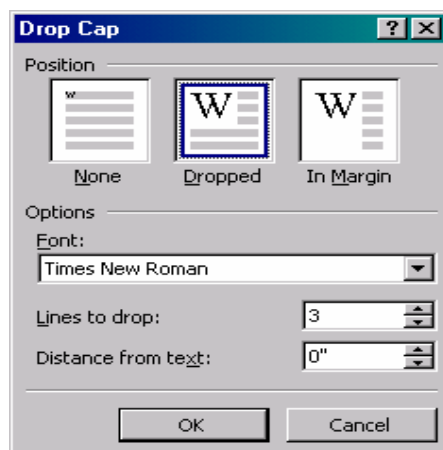 Drop Cap
Position
W W W
None Dropped In Margin
Options
Font:
Times New Roman
Lines to drop: 3
Distance from text: 0"
OK Cancel